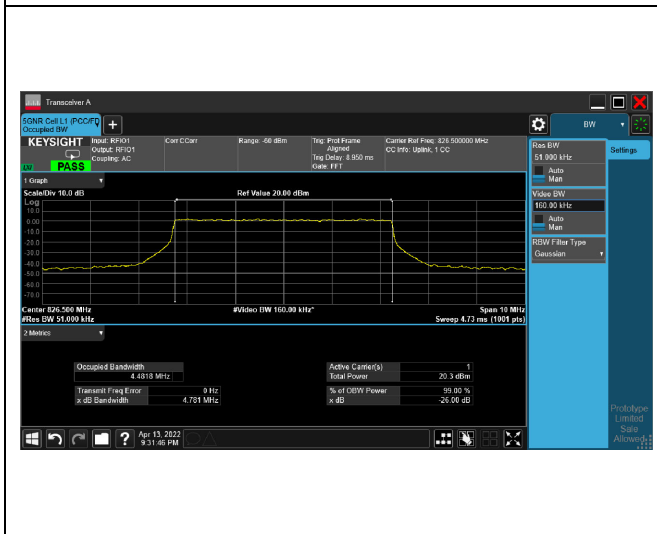 Transceiver A
5GNR Cell L1 (PCC/FD
Occupied BW
BW
KEYSIGHT
Input: RFIO1
Output: RFIO1
Coupling: AC
Corr CCorr
Range: -60 dBm
Trig: Prot Frame
Aligned
Trig Delay: 8.950 ms
Gate: FFT
Carrier Ref Freq: 826.500000 MHz
CC Info: Uplink, 1 CC
PASS
1 Graph
Scale/Div 10.0 dB
Ref Value 20.00 dBm
Log
10.0
0.00
-10.0
-20.0
-30.0
-40.0
-50.0
-60.0
-70.0
Center 826.500 MHz
#Video BW 160.00 kHz*
Span 10 MHz
#Res BW 51.000 kHz
Sweep 4.73 ms (1001 pts)
2 Metrics
Occupied Bandwidth
4.4818 MHz
Active Carrier(s) 1
Total Power 20.3 dBm
Transmit Freq Error 0 Hz
x dB Bandwidth 4.781 MHz
% of OBW Power 99.00 %
x dB -26.00 dB
Apr 13, 2022
9:31:46 PM
Res BW
51.000 kHz
Auto
Man
Video BW
160.00 kHz
Auto
Man
RBW Filter Type
Gaussian
Settings
Prototype
Limited
Sale
Allowed